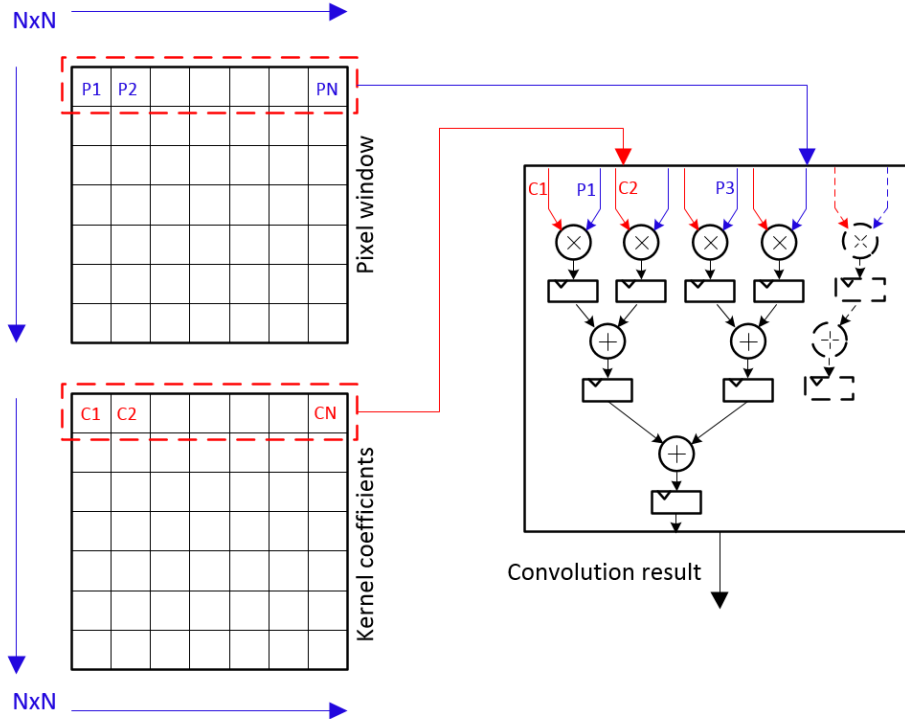 NxN
P1 P2 PN
Pixel window
C1 P1 C2 P3
C1 C2 CN
Kernel coefficients
Convolution result
NxN